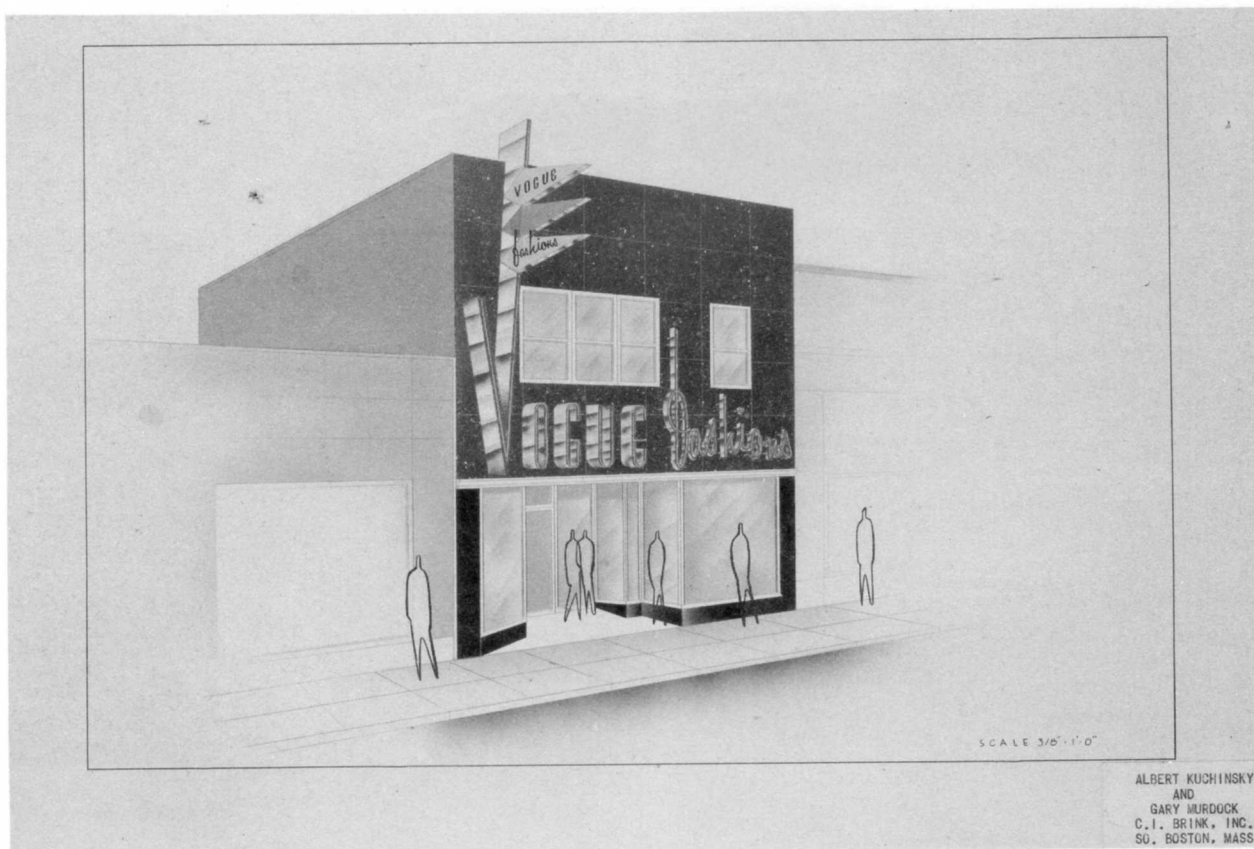 VOGUE
fashions
VOGUE fashions
SCALE 3/8"-1'-0"
ALBERT KUCHINSKY
AND
GARY MURDOCK
C.I. BRINK, INC.
SO. BOSTON, MASS